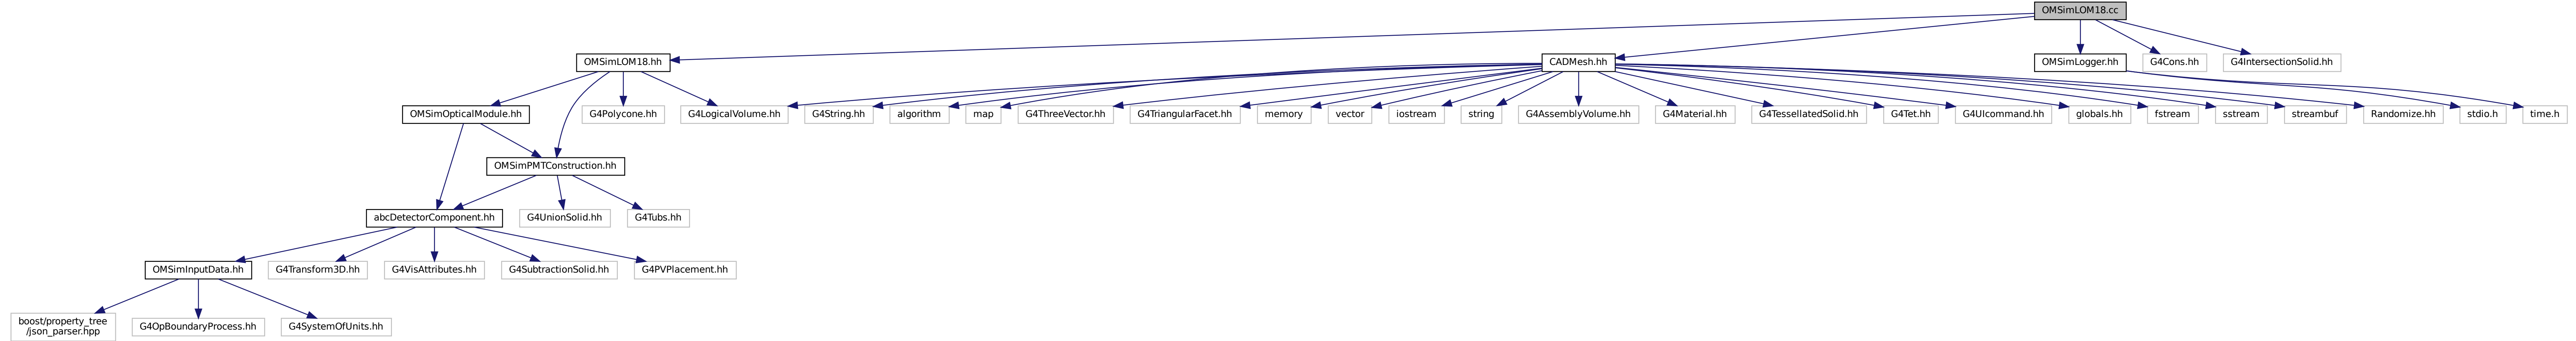 OMSimLOM18.cc
OMSimLOM18.hh
CADMesh.hh
OMSimLogger.hh
G4Cons.hh
G4IntersectionSolid.hh
OMSimOpticalModule.hh
G4Polycone.hh
G4LogicalVolume.hh
G4String.hh
algorithm
map
G4ThreeVector.hh
G4TriangularFacet.hh
memory
vector
iostream
string
G4AssemblyVolume.hh
G4Material.hh
G4TessellatedSolid.hh
G4Tet.hh
G4UIcommand.hh
globals.hh
fstream
sstream
streambuf
Randomize.hh
stdio.h
time.h
OMSimPMTConstruction.hh
abcDetectorComponent.hh
G4UnionSolid.hh
G4Tubs.hh
OMSimInputData.hh
G4Transform3D.hh
G4VisAttributes.hh
G4SubtractionSolid.hh
G4PVPlacement.hh
boost/property_tree
/json_parser.hpp
G4OpBoundaryProcess.hh
G4SystemOfUnits.hh